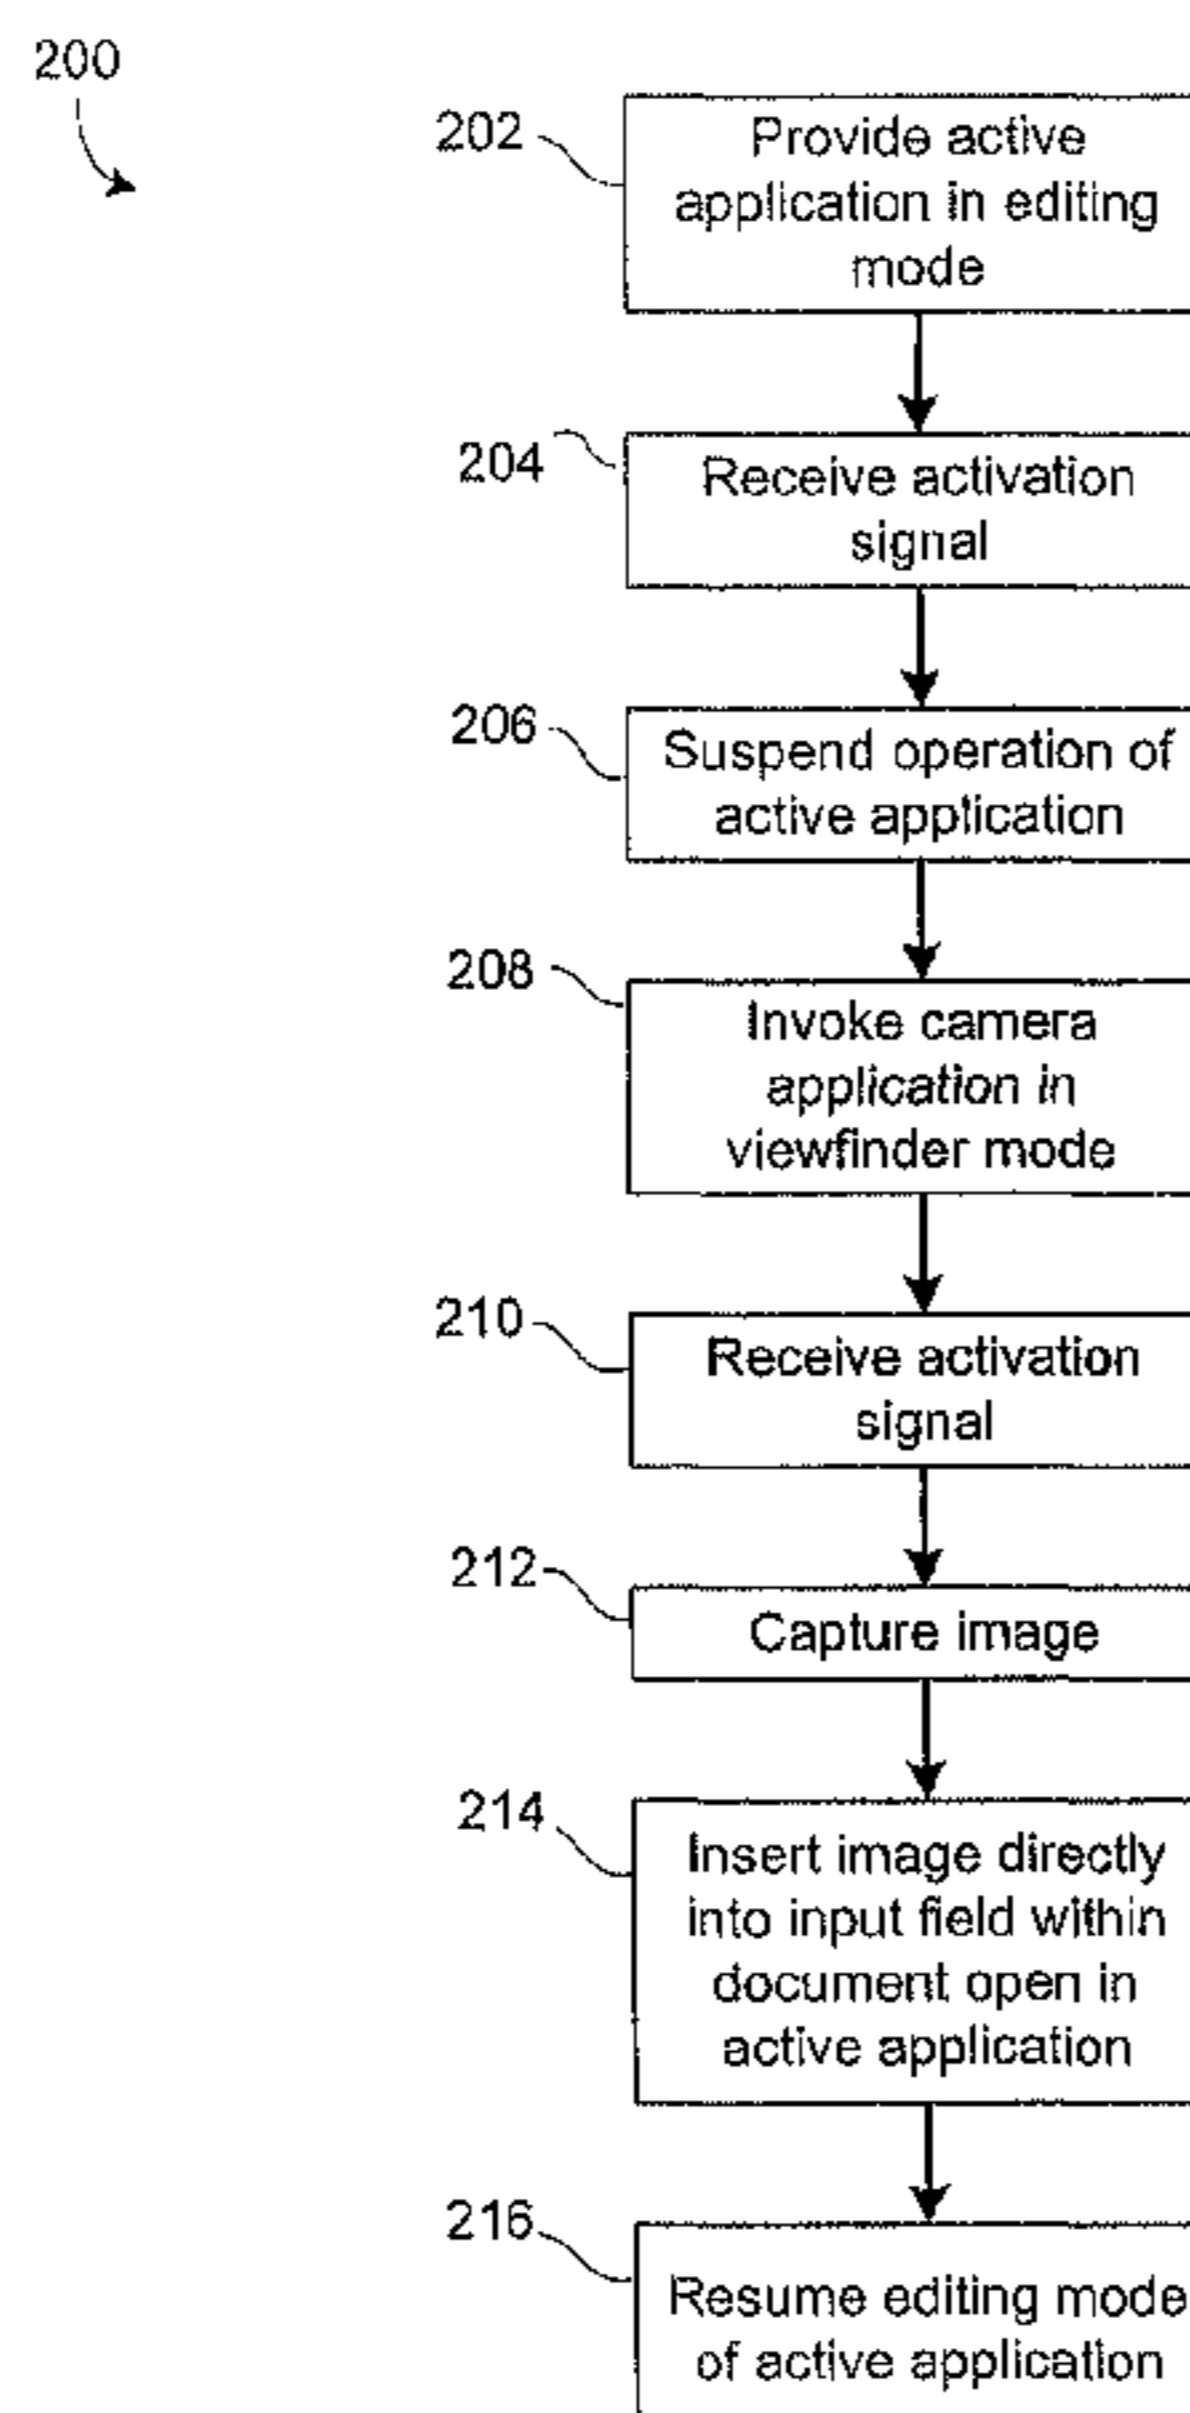 200
202
Provide active
application in editing
mode
204
Receive activation
signal
206
Suspend operation of
active application
208
Invoke camera
application in
viewfinder mode
210
Receive activation
signal
212
Capture image
214
Insert image directly
into input field within
document open in
active application
216
Resume editing mode
of active application